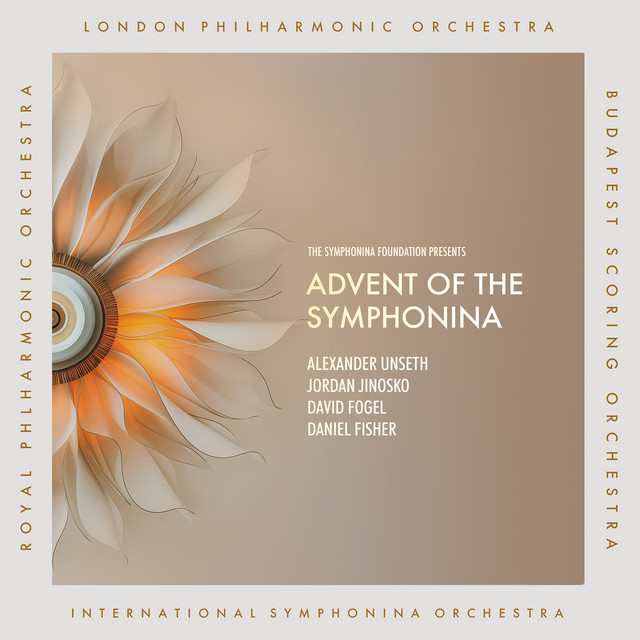 LONDON PHILHARMONIC ORCHESTRA
ROYAL PHLHARMONIC ORCHESTRA
BUDAPEST SCORING ORCHESTRA
THE SYMPHONINA FOUNDATION PRESENTS
ADVENT OF THE
SYMPHONINA
ALEXANDER UNSETH
JORDAN JINOSKO
DAVID FOGEL
DANIEL FISHER
INTERNATIONAL SYMPHONINA ORCHESTRA